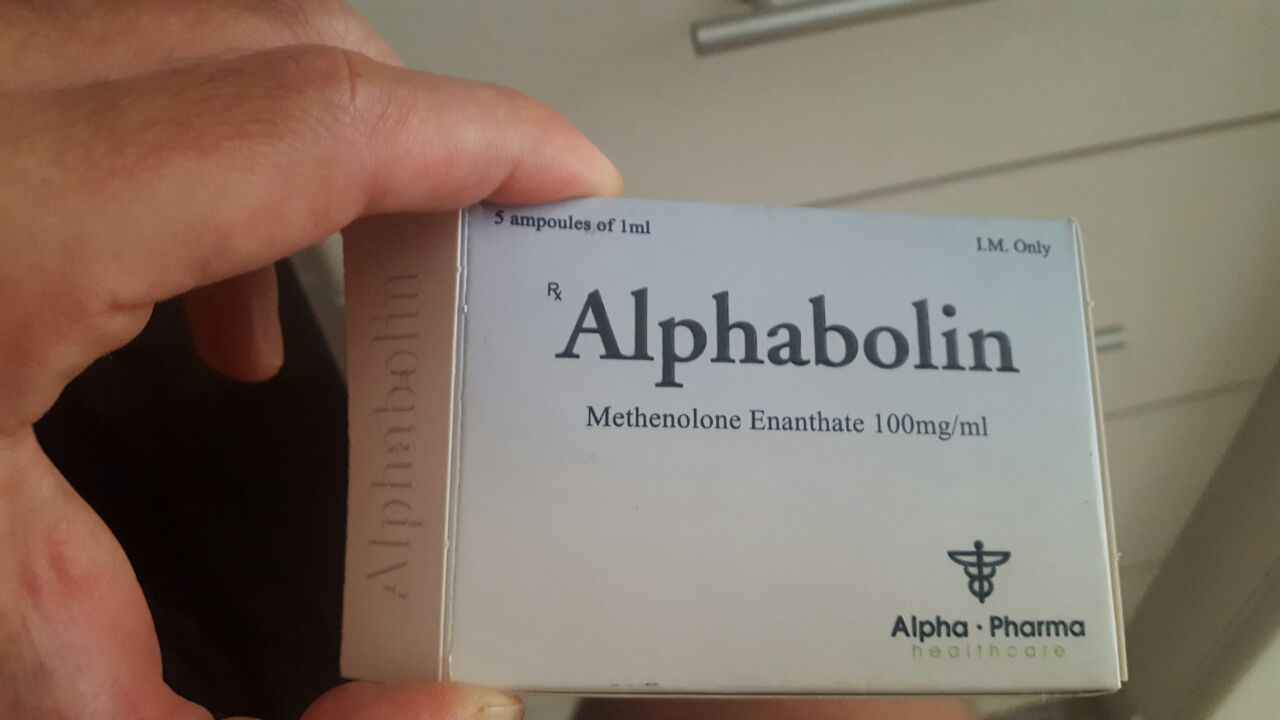 5 ampoules of 1ml
I.M. Only
Rx Alphabolin
Methenolone Enanthate 100mg/ml
Alpha · Pharma
healthcare
Alphabolin